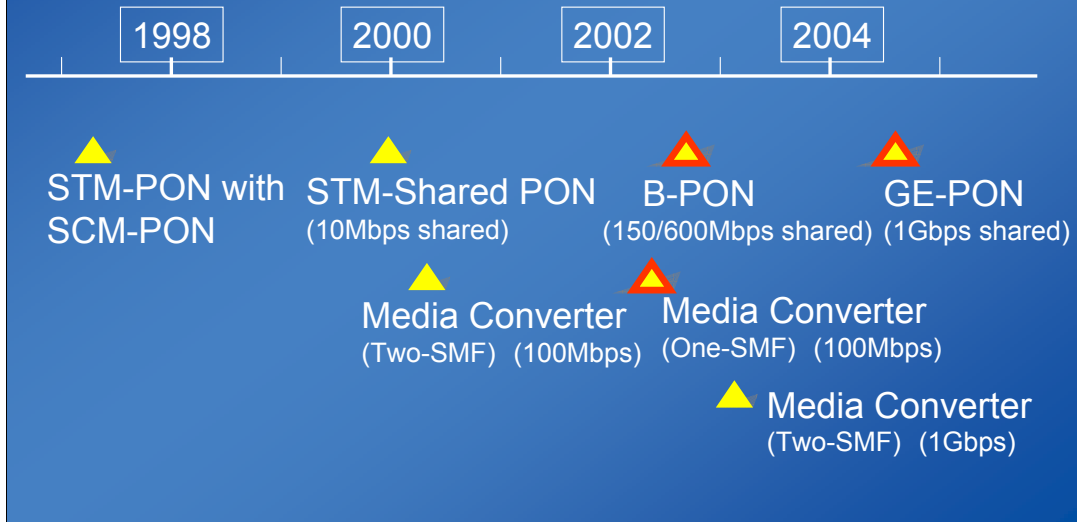 1998 2000 2002 2004
STM-PON with
SCM-PON
STM-Shared PON
(10Mbps shared)
B-PON
(150/600Mbps shared)
GE-PON
(1Gbps shared)
Media Converter
(Two-SMF) (100Mbps)
Media Converter
(One-SMF) (100Mbps)
Media Converter
(Two-SMF) (1Gbps)